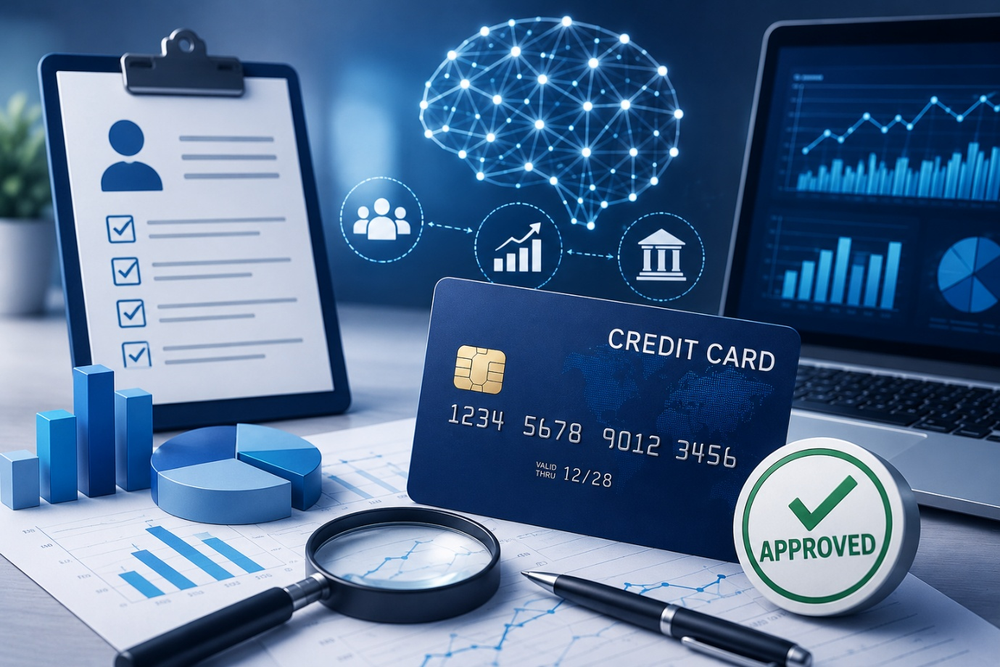 CREDIT CARD
1234 5678 9012 3456
VALID
THRU 12/28
APPROVED